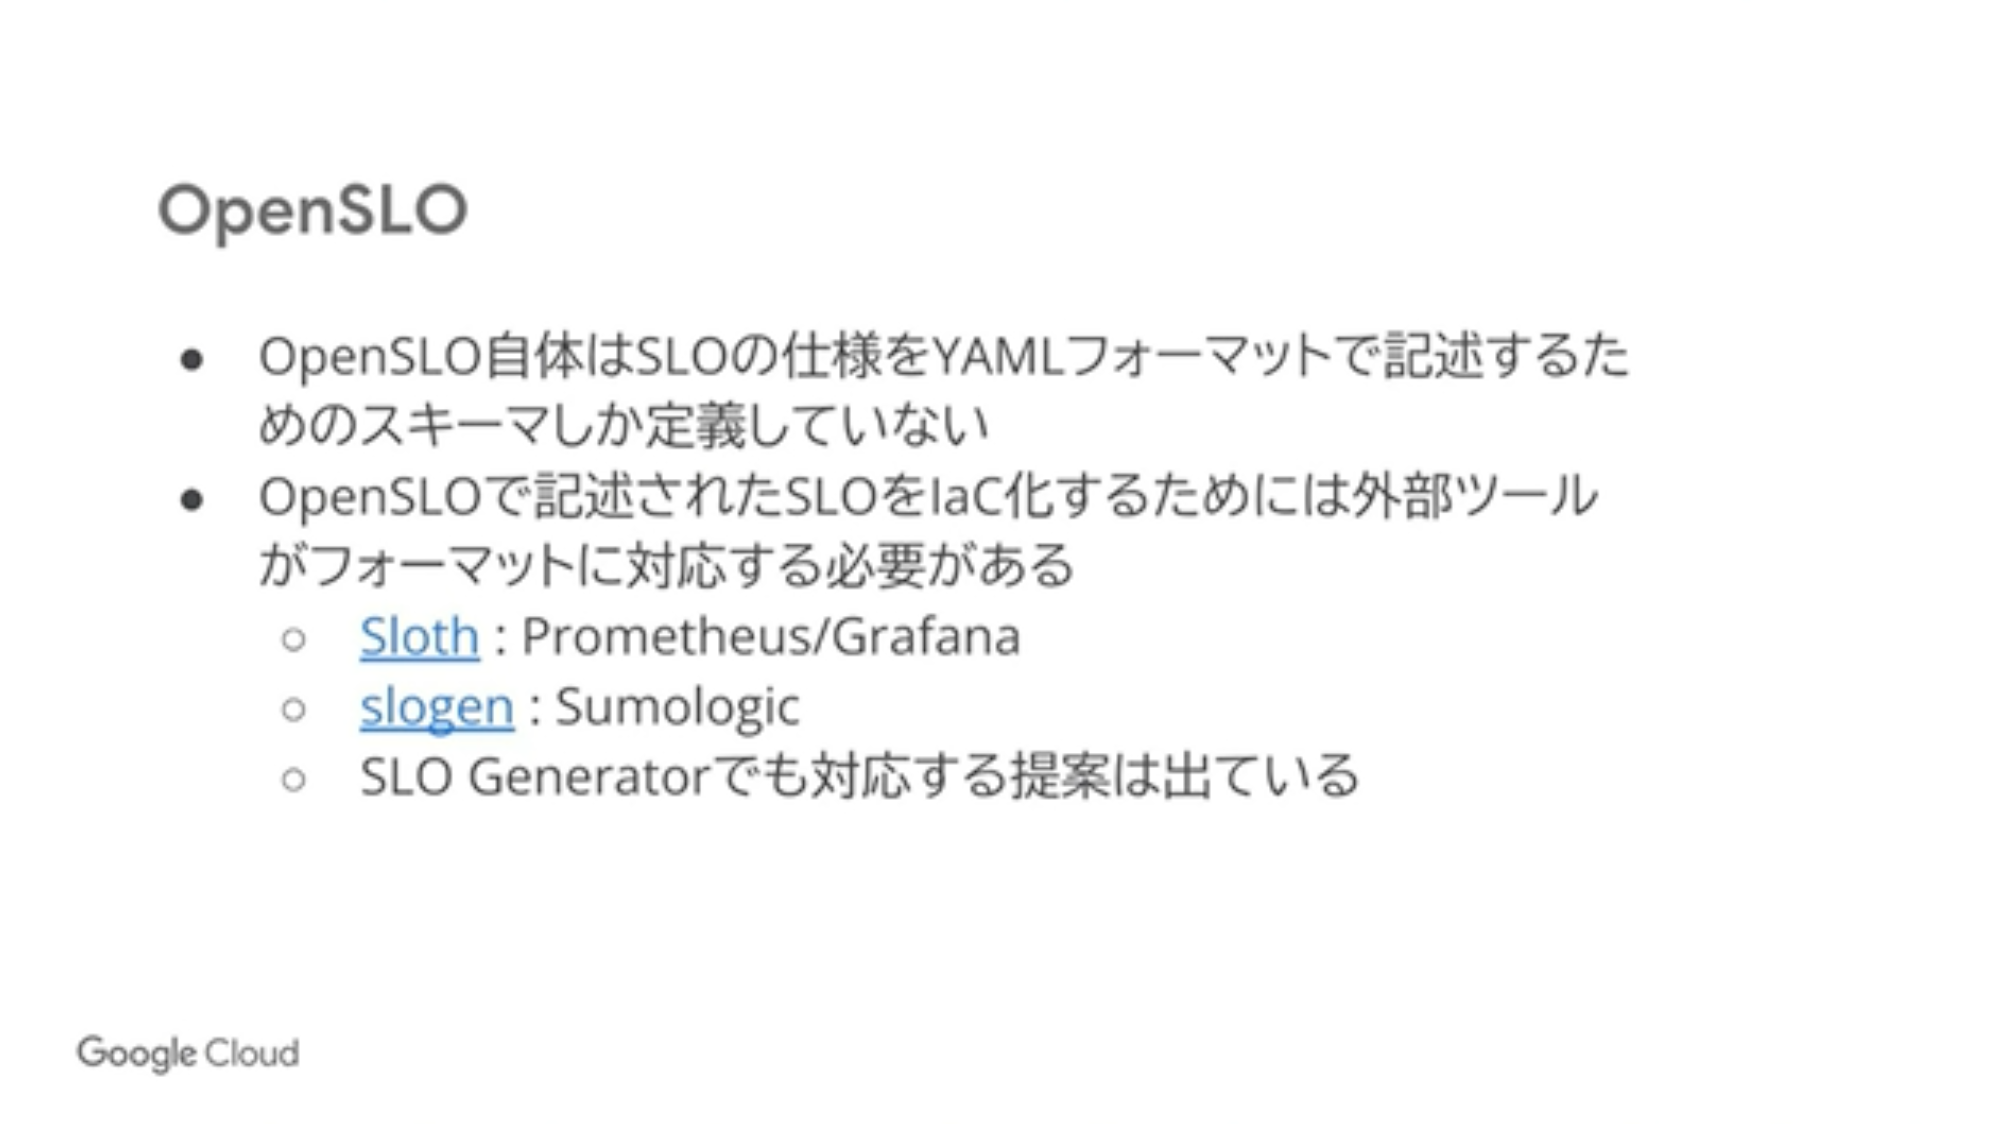 OpenSLO
● OpenSLO自体はSLOの仕様をYAMLフォーマットで記述するた
めのスキーマしか定義していない
● OpenSLOで記述されたSLOをIaC化するためには外部ツール
がフォーマットに対応する必要がある
○ Sloth : Prometheus/Grafana
○ slogen : Sumologic
○ SLO Generatorでも対応する提案は出ている
Google Cloud